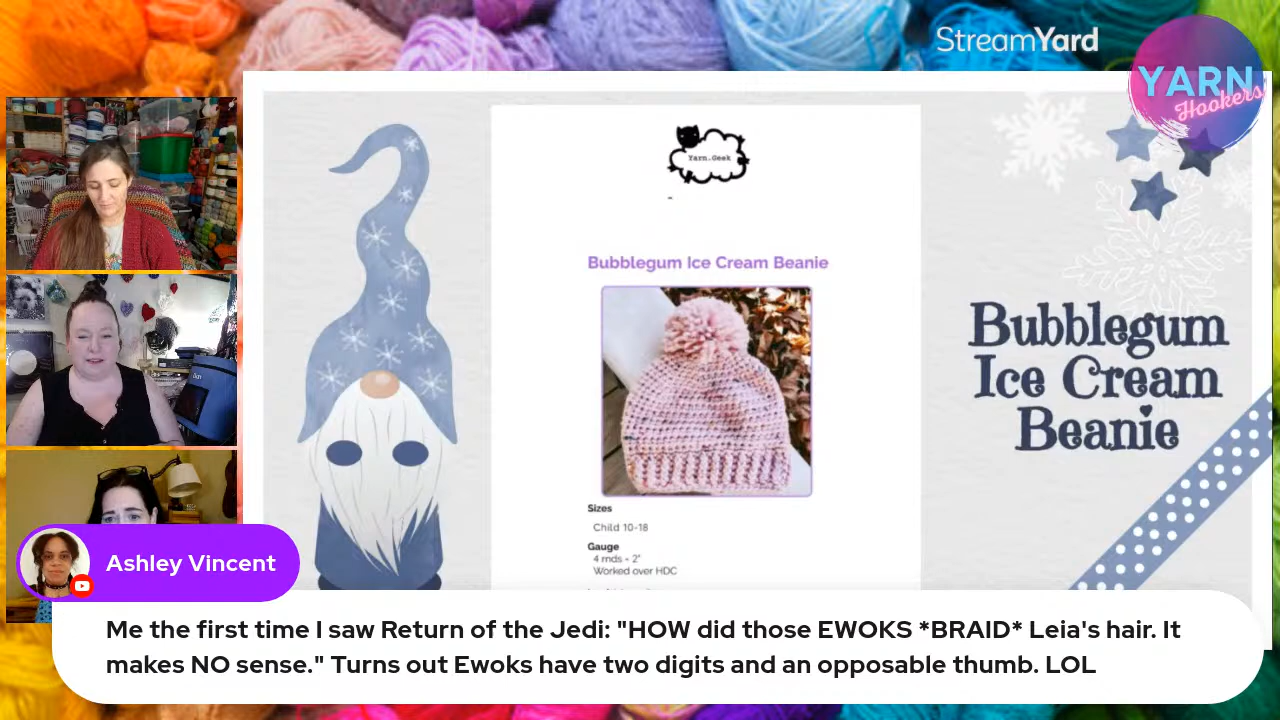 StreamYard
YARN
Hookers
Yarn.Geek
Bubblegum Ice Cream Beanie
Sizes
Child 10-18
Gauge
4 rnds = 2"
Worked over HDC
Bubblegum
Ice Cream
Beanie
Ashley Vincent
Me the first time I saw Return of the Jedi: "HOW did those EWOKS *BRAID* Leia's hair. It
makes NO sense." Turns out Ewoks have two digits and an opposable thumb. LOL